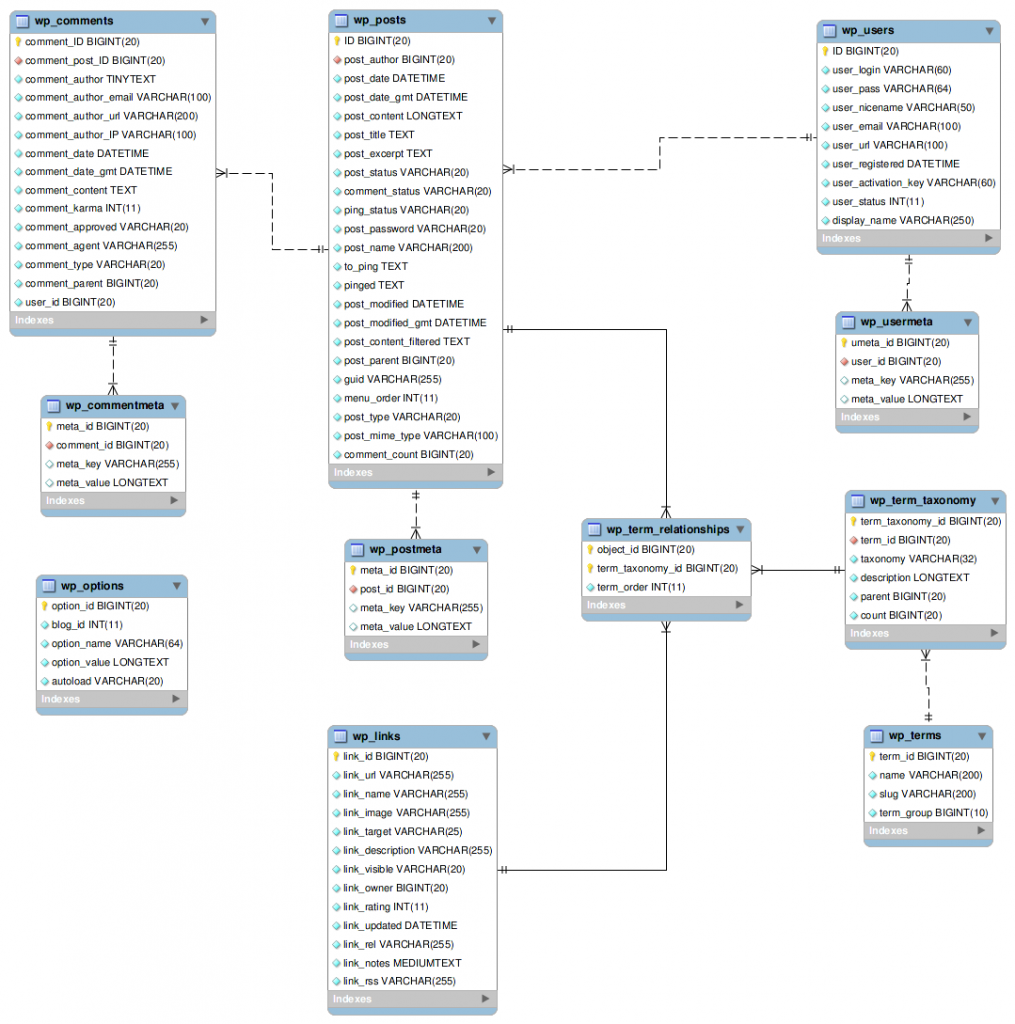 wp_comments
comment_ID BIGINT(20)
comment_post_ID BIGINT(20)
comment_author TINYTEXT
comment_author_email VARCHAR(100)
comment_author_url VARCHAR(200)
comment_author_IP VARCHAR(100)
comment_date DATETIME
comment_date_gmt DATETIME
comment_content TEXT
comment_karma INT(11)
comment_approved VARCHAR(20)
comment_agent VARCHAR(255)
comment_type VARCHAR(20)
comment_parent BIGINT(20)
user_id BIGINT(20)
Indexes
wp_posts
ID BIGINT(20)
post_author BIGINT(20)
post_date DATETIME
post_date_gmt DATETIME
post_content LONGTEXT
post_title TEXT
post_excerpt TEXT
post_status VARCHAR(20)
comment_status VARCHAR(20)
ping_status VARCHAR(20)
post_password VARCHAR(20)
post_name VARCHAR(200)
to_ping TEXT
pinged TEXT
post_modified DATETIME
post_modified_gmt DATETIME
post_content_filtered TEXT
post_parent BIGINT(20)
guid VARCHAR(255)
menu_order INT(11)
post_type VARCHAR(20)
post_mime_type VARCHAR(100)
comment_count BIGINT(20)
Indexes
wp_users
ID BIGINT(20)
user_login VARCHAR(60)
user_pass VARCHAR(64)
user_nicename VARCHAR(50)
user_email VARCHAR(100)
user_url VARCHAR(100)
user_registered DATETIME
user_activation_key VARCHAR(60)
user_status INT(11)
display_name VARCHAR(250)
Indexes
wp_usermeta
umeta_id BIGINT(20)
user_id BIGINT(20)
meta_key VARCHAR(255)
meta_value LONGTEXT
Indexes
wp_commentmeta
meta_id BIGINT(20)
comment_id BIGINT(20)
meta_key VARCHAR(255)
meta_value LONGTEXT
Indexes
wp_postmeta
meta_id BIGINT(20)
post_id BIGINT(20)
meta_key VARCHAR(255)
meta_value LONGTEXT
Indexes
wp_term_relationships
object_id BIGINT(20)
term_taxonomy_id BIGINT(20)
term_order INT(11)
Indexes
wp_term_taxonomy
term_taxonomy_id BIGINT(20)
term_id BIGINT(20)
taxonomy VARCHAR(32)
description LONGTEXT
parent BIGINT(20)
count BIGINT(20)
Indexes
wp_options
option_id BIGINT(20)
blog_id INT(11)
option_name VARCHAR(64)
option_value LONGTEXT
autoload VARCHAR(20)
Indexes
wp_links
link_id BIGINT(20)
link_url VARCHAR(255)
link_name VARCHAR(255)
link_image VARCHAR(255)
link_target VARCHAR(25)
link_description VARCHAR(255)
link_visible VARCHAR(20)
link_owner BIGINT(20)
link_rating INT(11)
link_updated DATETIME
link_rel VARCHAR(255)
link_notes MEDIUMTEXT
link_rss VARCHAR(255)
Indexes
wp_terms
term_id BIGINT(20)
name VARCHAR(200)
slug VARCHAR(200)
term_group BIGINT(10)
Indexes